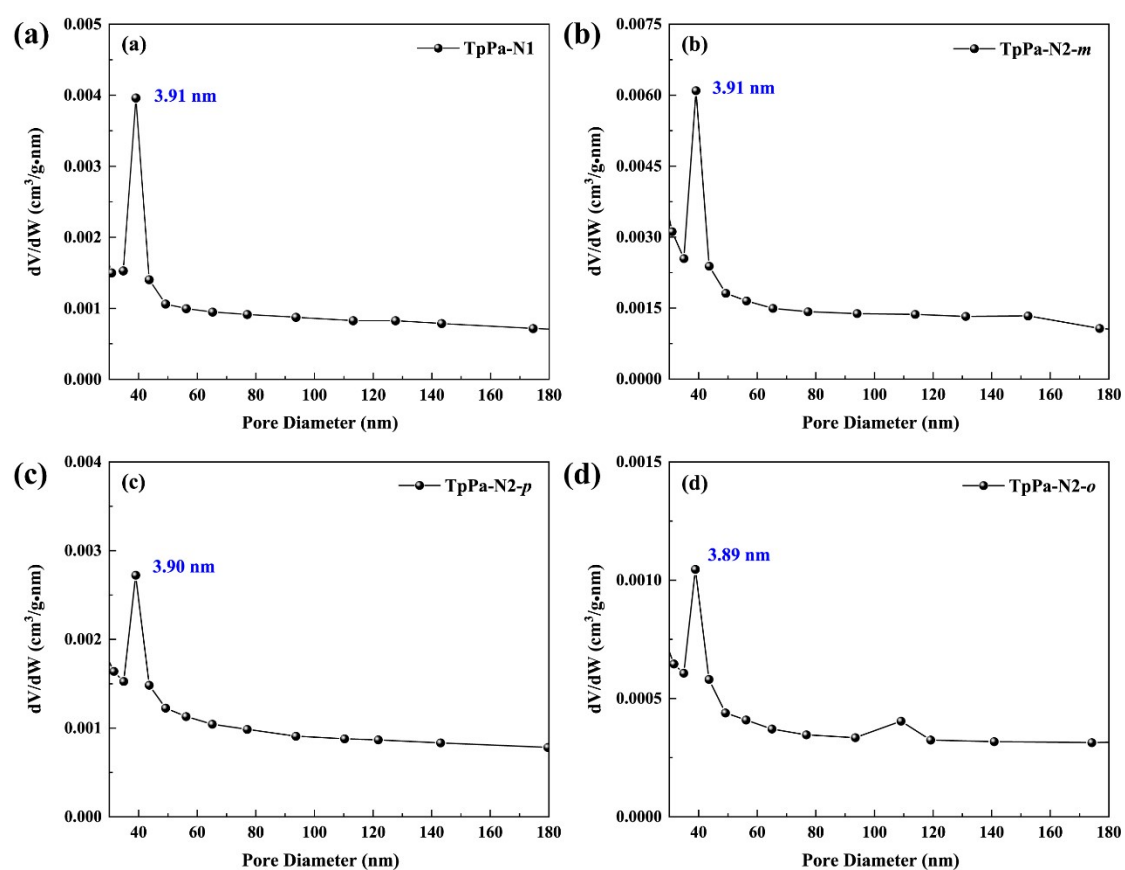 (a)
(a)
TpPa-N1
3.91 nm
dV/dW (cm³/g•nm)
0.005
0.004
0.003
0.002
0.001
0.000
40 60 80 100 120 140 160 180
Pore Diameter (nm)
(b)
(b)
TpPa-N2-m
3.91 nm
dV/dW (cm³/g•nm)
0.0075
0.0060
0.0045
0.0030
0.0015
0.0000
40 60 80 100 120 140 160 180
Pore Diameter (nm)
(c)
(c)
TpPa-N2-p
3.90 nm
dV/dW (cm³/g•nm)
0.004
0.003
0.002
0.001
0.000
40 60 80 100 120 140 160 180
Pore Diameter (nm)
(d)
(d)
TpPa-N2-o
3.89 nm
dV/dW (cm³/g•nm)
0.0015
0.0010
0.0005
0.0000
40 60 80 100 120 140 160 180
Pore Diameter (nm)